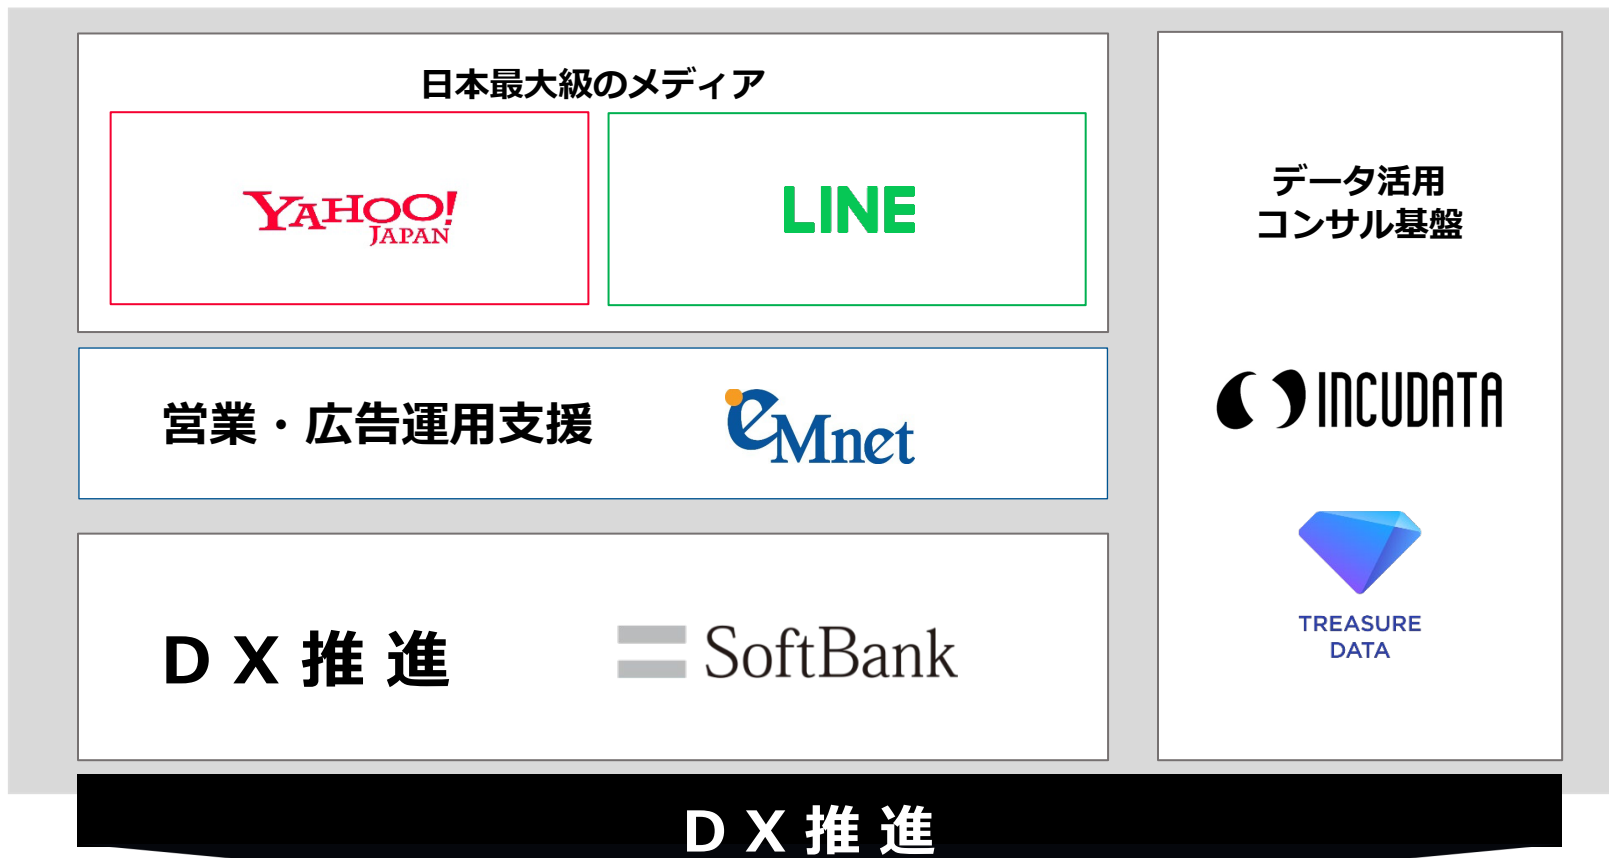 日本最大級のメディア
YAHOO!
JAPAN
LINE
営業・広告運用支援
eMnet
DX推進
SoftBank
データ活用
コンサル基盤
INCUDATA
TREASURE
DATA
DX推進